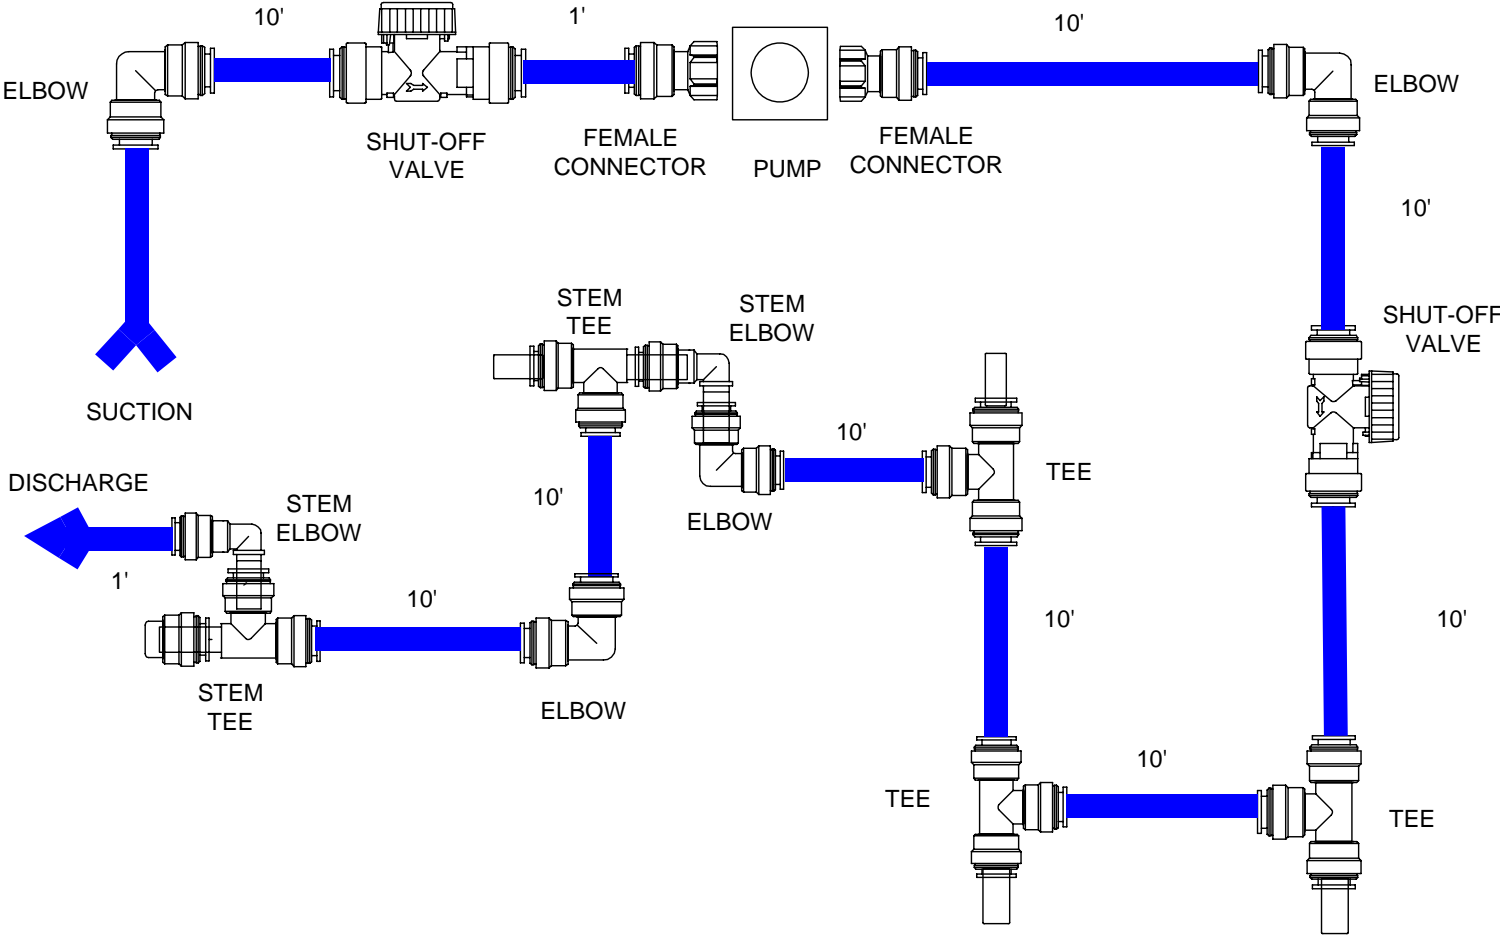 10'
1'
10'
ELBOW
ELBOW
SHUT-OFF
VALVE
FEMALE
CONNECTOR
PUMP
FEMALE
CONNECTOR
10'
STEM
TEE
STEM
ELBOW
SHUT-OFF
VALVE
SUCTION
10'
TEE
DISCHARGE
STEM
ELBOW
10'
ELBOW
1'
10'
10'
10'
STEM
TEE
ELBOW
10'
TEE
TEE